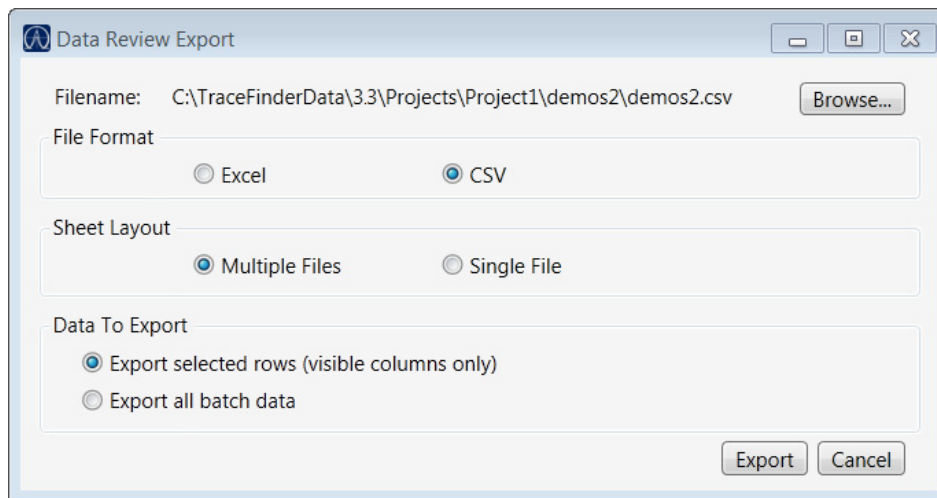 Data Review Export
Filename: C:\TraceFinderData\3.3\Projects\Project1\demos2\demos2.csv Browse...
File Format
Excel CSV
Sheet Layout
Multiple Files Single File
Data To Export
Export selected rows (visible columns only)
Export all batch data
Export Cancel